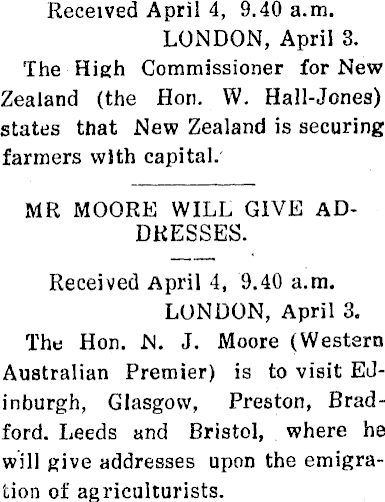 Received April 4, 9.40 a.m.
LONDON, April 3.
The High Commissioner for New
Zealand (the Hon. W. Hall-Jones)
states that New Zealand is securing
farmers with capital.
MR MOORE WILL GIVE AD-
DRESSES.
Received April 4, 9.40 a.m.
LONDON, April 3.
The Hon. N. J. Moore (Western
Australian Premier) is to visit Ed-
inburgh, Glasgow, Preston, Brad-
ford. Leeds and Bristol, where he
will give addresses upon the emigra-
tion of agriculturists.